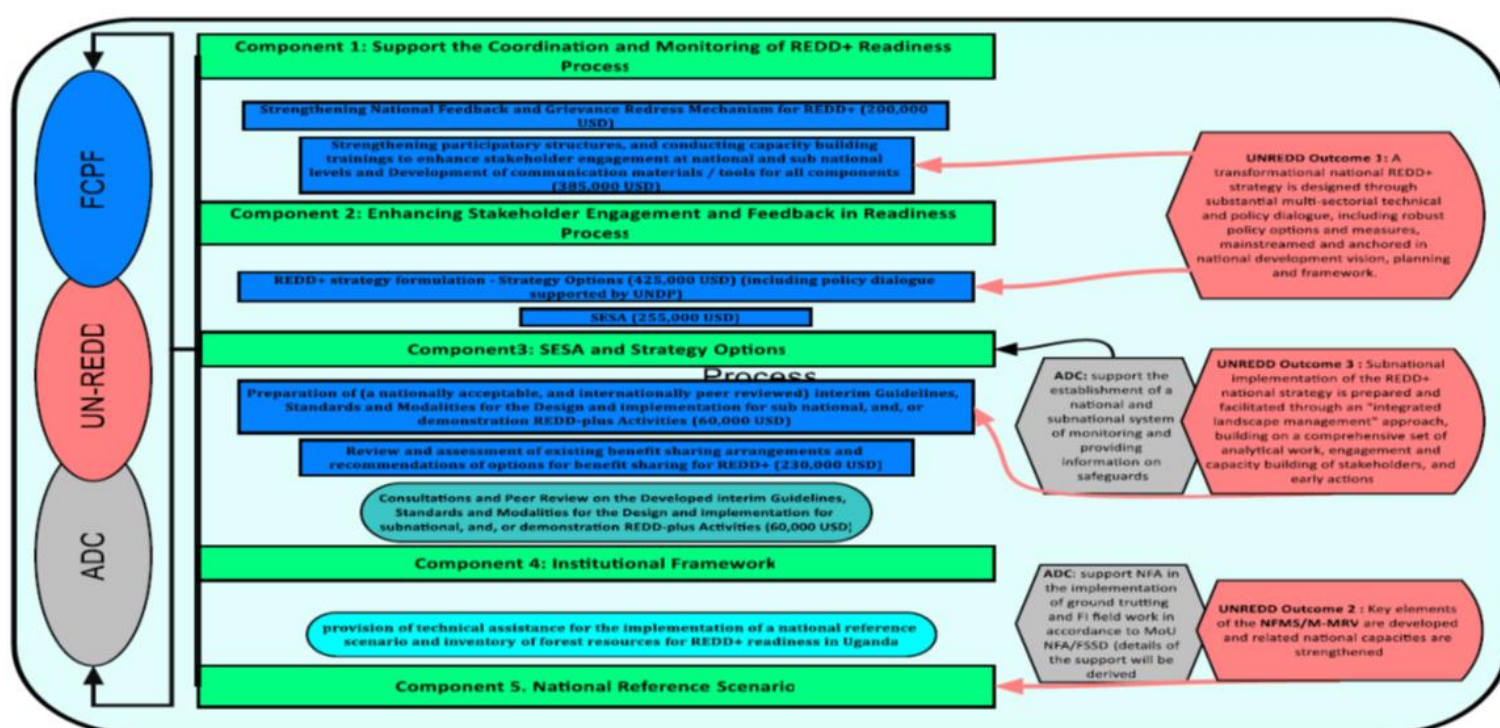 FCPF
UN-REDD
ADC
Component 1: Support the Coordination and Monitoring of REDD+ Readiness
Process
Strengthening National Feedback and Grievance Redress Mechanism for REDD+ (200,000
USD)
Strengthening participatory structures, and conducting capacity building
trainings to enhance stakeholder engagement at national and sub national
levels and Development of communication materials / tools for all components
(385,000 USD)
Component 2: Enhancing Stakeholder Engagement and Feedback in Readiness
Process
REDD+ strategy formulation - Strategy Options (425,000 USD) (including policy dialogue
supported by UNDP)
SESA (255,000 USD)
Component3: SESA and Strategy Options
Process
Preparation of (a nationally acceptable, and internationally peer reviewed) interim Guidelines,
Standards and Modalities for the Design and implementation for sub national, and, or
demonstration REDD-plus Activities (60,000 USD)
Review and assessment of existing benefit sharing arrangements and
recommendations of options for benefit sharing for REDD+ (230,000 USD)
Consultations and Peer Review on the Developed interim Guidelines,
Standards and Modalities for the Design and Implementation for
subnational, and, or demonstration REDD-plus Activities (60,000 USD)
Component 4: Institutional Framework
provision of technical assistance for the implementation of a national reference
scenario and inventory of forest resources for REDD+ readiness in Uganda
Component 5. National Reference Scenario
UNREDD Outcome 1: A
transformational national REDD+
strategy is designed through
substantial multi-sectorial technical
and policy dialogue, including robust
policy options and measures,
mainstreamed and anchored in
national development vision, planning
and framework.
ADC: support the
establishment of a
national and
subnational system
of monitoring and
providing
information on
safeguards
UNREDD Outcome 3 : Subnational
implementation of the REDD+
national strategy is prepared and
facilitated through an "integrated
landscape management" approach,
building on a comprehensive set of
analytical work, engagement and
capacity building of stakeholders, and
early actions
ADC: support NFA in
the implementation
of ground trutting
and FI field work in
accordance to MoU
NFA/FSSD (details of
the support will be
derived
UNREDD Outcome 2 : Key elements
of the NFMS/M-MRV are developed
and related national capacities are
strengthened